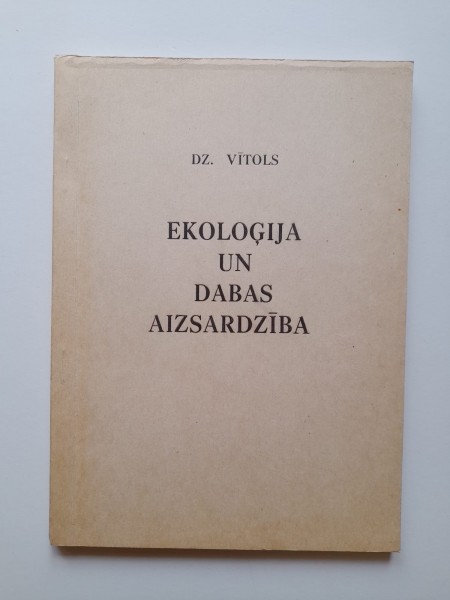 DZ. VĪTOLS
EKOLOĢIJA
UN
DABAS
AIZSARDZĪBA